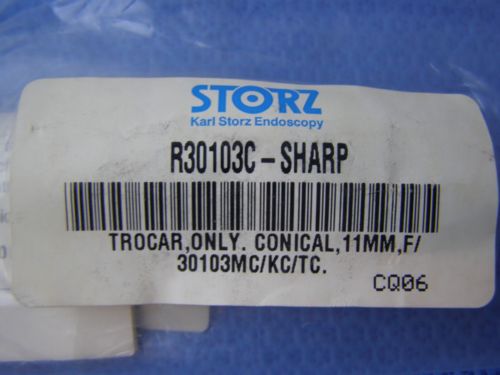 STORZ
Karl Storz Endoscopy
R30103C-SHARP
TROCAR,ONLY. CONICAL,11MM,F/
30103MC/KC/TC.
CQ06